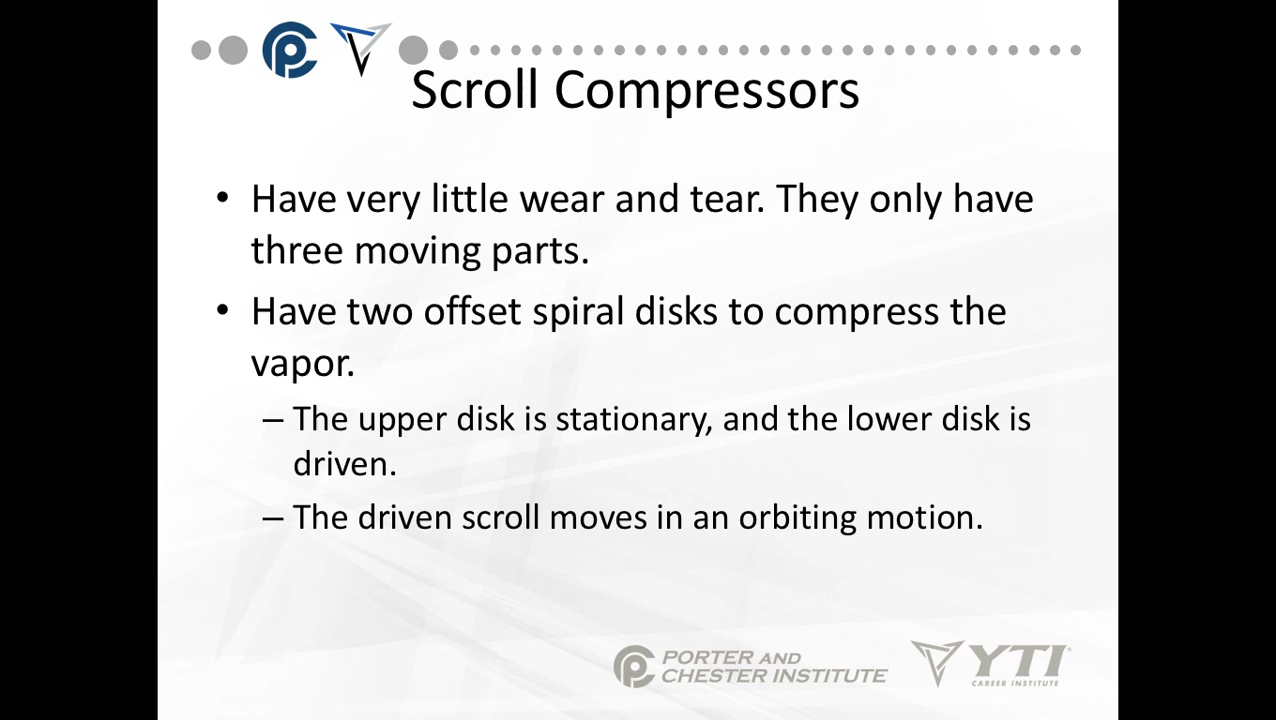 Scroll Compressors
• Have very little wear and tear. They only have
three moving parts.
• Have two offset spiral disks to compress the
vapor.
– The upper disk is stationary, and the lower disk is
driven.
– The driven scroll moves in an orbiting motion.
PORTER AND
CHESTER INSTITUTE
YTI®
CAREER INSTITUTE